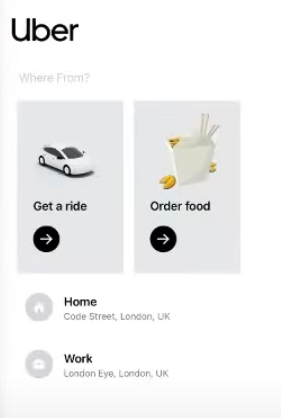 Uber
Where From?
Get a ride
Order food
Home
Code Street, London, UK
Work
London Eye, London, UK